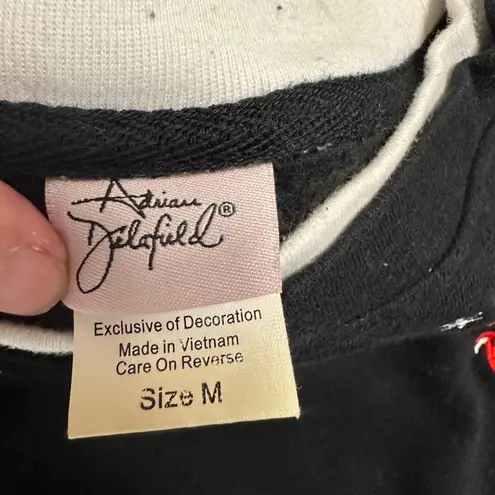 Adrian
Delafield®
Exclusive of Decoration
Made in Vietnam
Care On Reverse
Size M